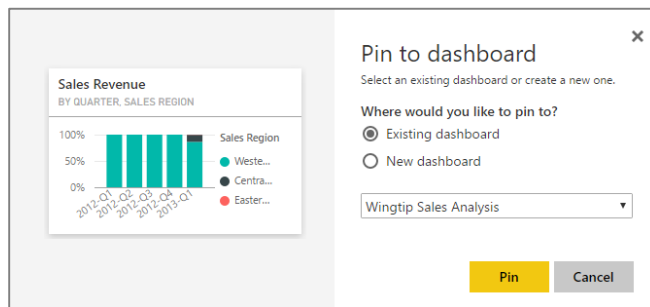 Sales Revenue
BY QUARTER, SALES REGION
100%
50%
0%
2012-Q1
2012-Q2
2012-Q3
2012-Q4
2013-Q1
Sales Region
Weste...
Centra...
Easter...
Pin to dashboard
Select an existing dashboard or create a new one.
Where would you like to pin to?
Existing dashboard
New dashboard
Wingtip Sales Analysis
Pin
Cancel